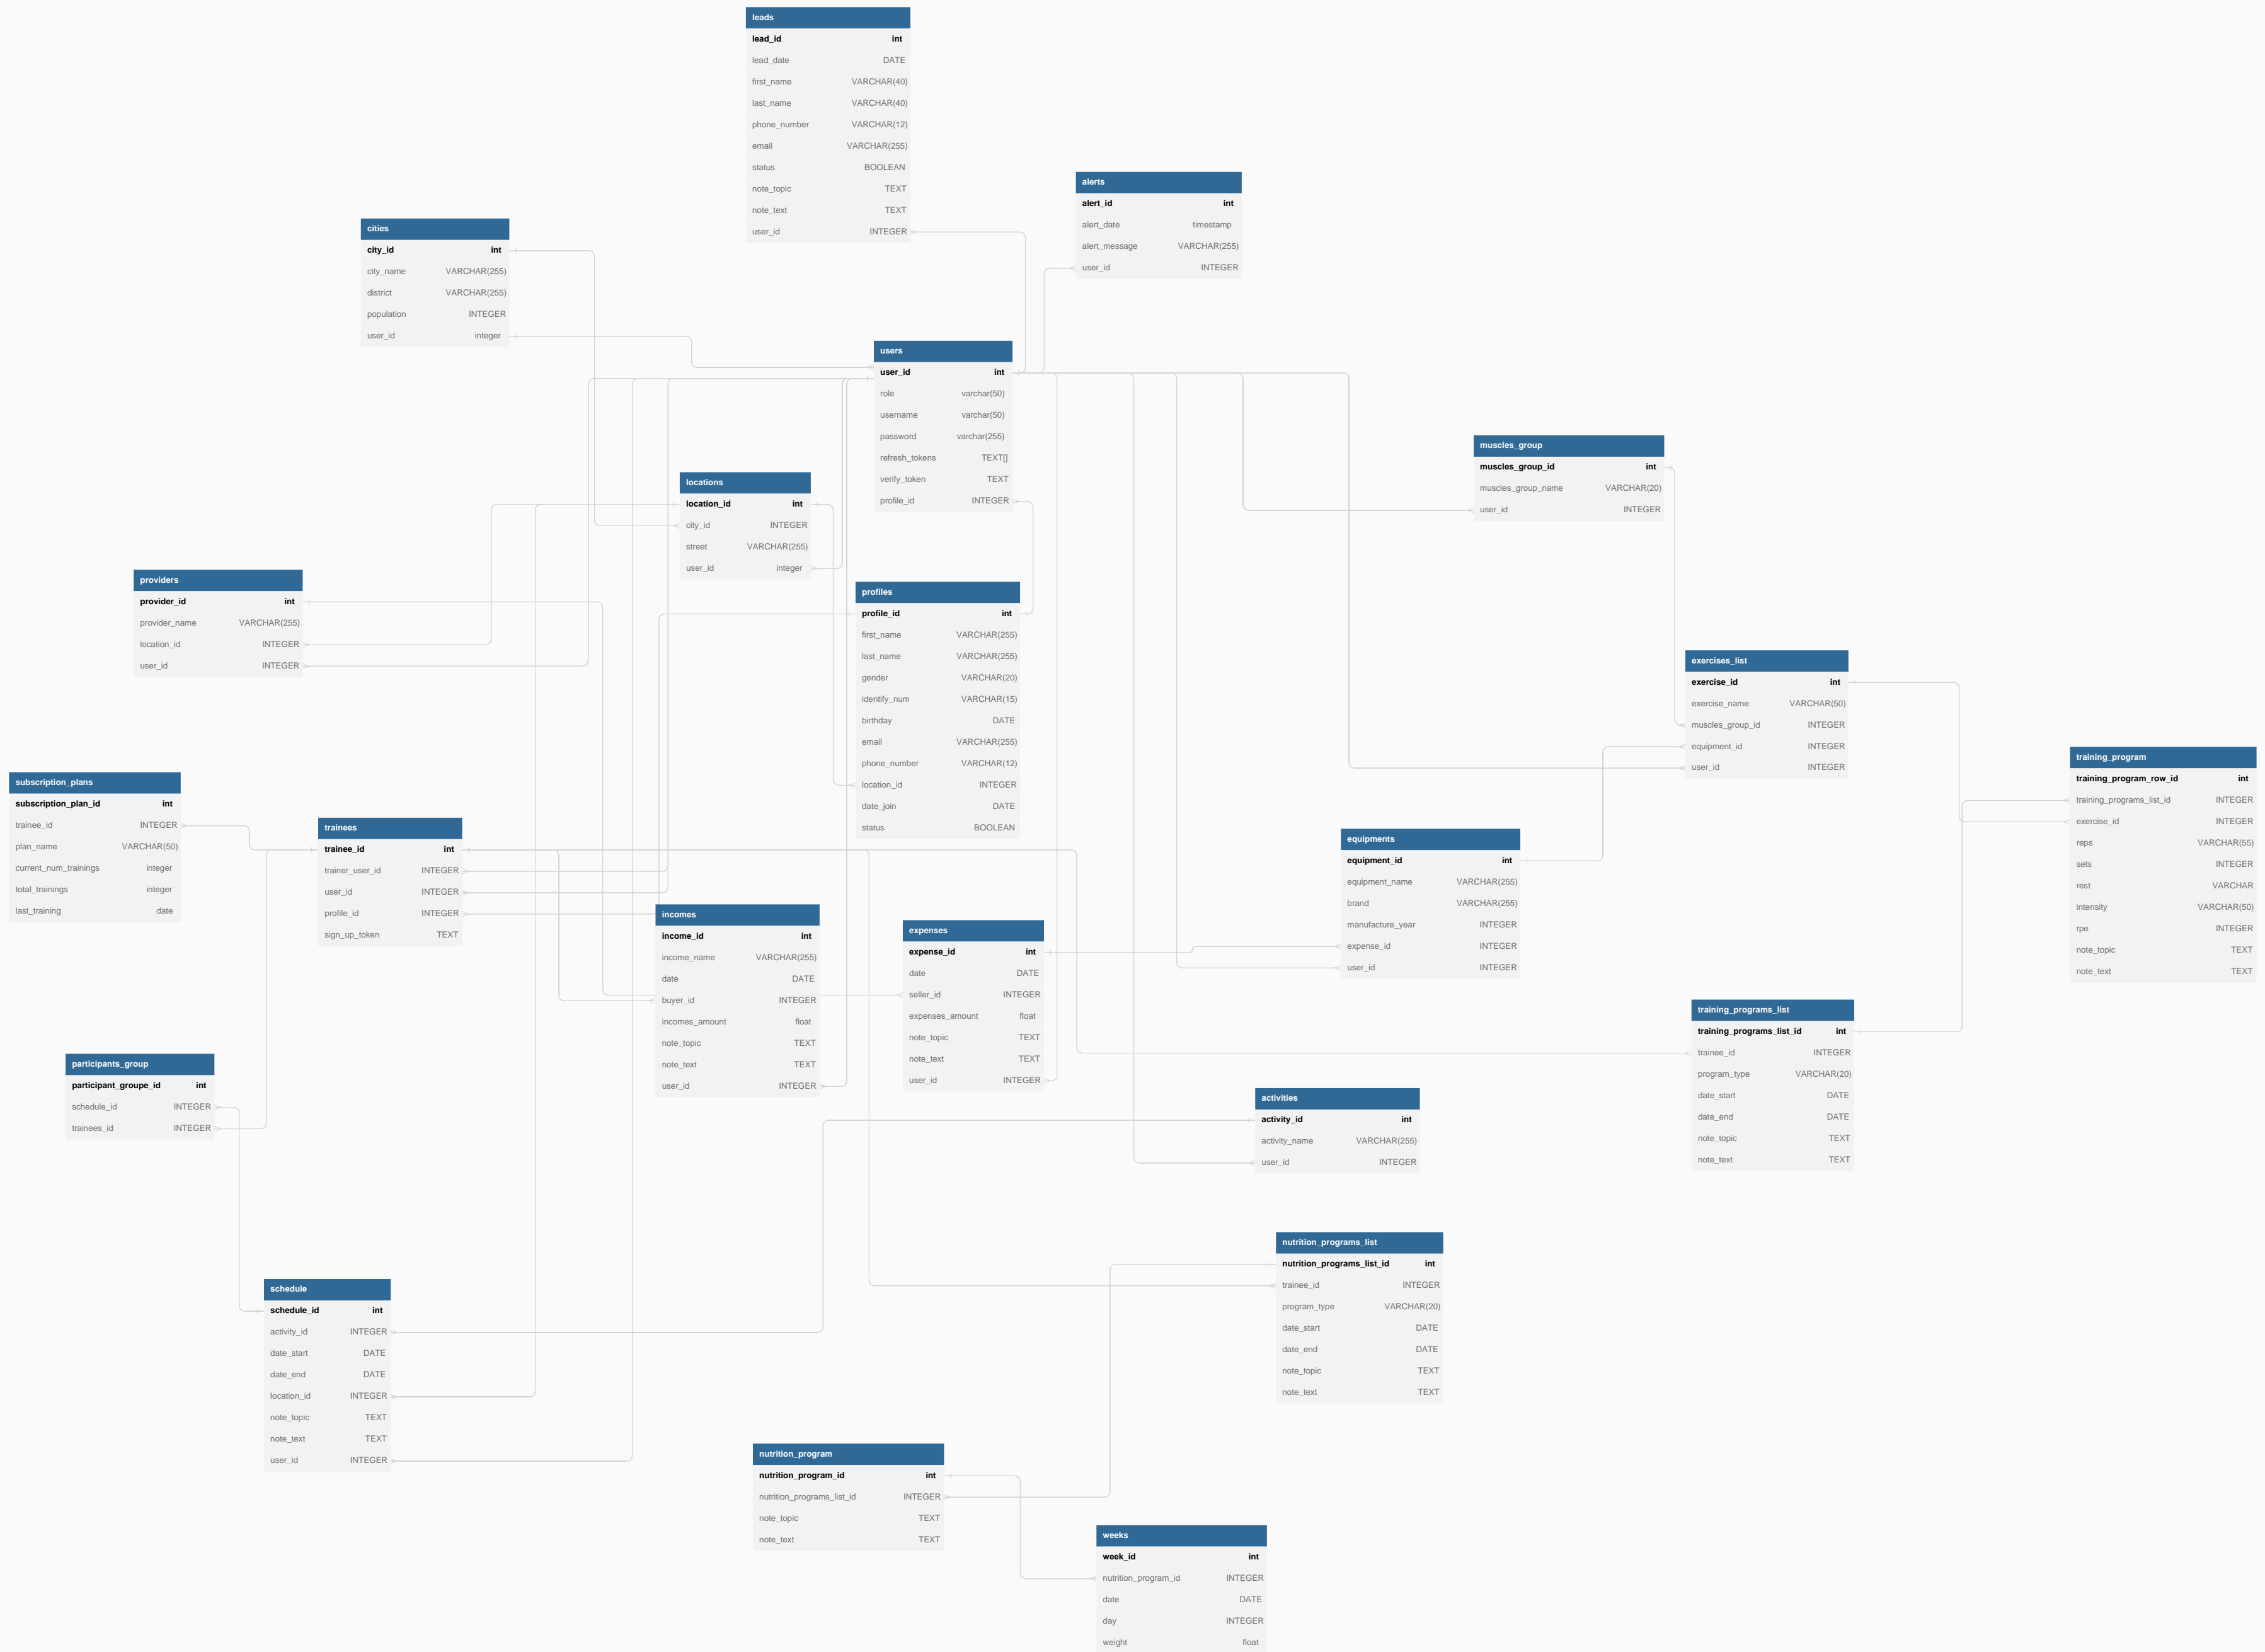 leads
lead_id int
lead_date DATE
first_name VARCHAR(40)
last_name VARCHAR(40)
phone_number VARCHAR(12)
email VARCHAR(255)
status BOOLEAN
note_topic TEXT
note_text TEXT
user_id INTEGER
alerts
alert_id int
alert_date timestamp
alert_message VARCHAR(255)
user_id INTEGER
cities
city_id int
city_name VARCHAR(255)
district VARCHAR(255)
population INTEGER
user_id integer
users
user_id int
role varchar(50)
username varchar(50)
password varchar(255)
refresh_tokens TEXT[]
verify_token TEXT
profile_id INTEGER
muscles_group
muscles_group_id int
muscles_group_name VARCHAR(20)
user_id INTEGER
locations
location_id int
city_id INTEGER
street VARCHAR(255)
user_id integer
providers
provider_id int
provider_name VARCHAR(255)
location_id INTEGER
user_id INTEGER
profiles
profile_id int
first_name VARCHAR(255)
last_name VARCHAR(255)
gender VARCHAR(20)
identify_num VARCHAR(15)
birthday DATE
email VARCHAR(255)
phone_number VARCHAR(12)
location_id INTEGER
date_join DATE
status BOOLEAN
exercises_list
exercise_id int
exercise_name VARCHAR(50)
muscles_group_id INTEGER
equipment_id INTEGER
user_id INTEGER
training_program
training_program_row_id int
training_programs_list_id INTEGER
exercise_id INTEGER
reps VARCHAR(55)
sets INTEGER
rest VARCHAR
intensity VARCHAR(50)
rpe INTEGER
note_topic TEXT
note_text TEXT
subscription_plans
subscription_plan_id int
trainee_id INTEGER
plan_name VARCHAR(50)
current_num_trainings integer
total_trainings integer
last_training date
trainees
trainee_id int
trainer_user_id INTEGER
user_id INTEGER
profile_id INTEGER
sign_up_token TEXT
equipments
equipment_id int
equipment_name VARCHAR(255)
brand VARCHAR(255)
manufacture_year INTEGER
expense_id INTEGER
user_id INTEGER
incomes
income_id int
income_name VARCHAR(255)
date DATE
buyer_id INTEGER
incomes_amount float
note_topic TEXT
note_text TEXT
user_id INTEGER
expenses
expense_id int
date DATE
seller_id INTEGER
expenses_amount float
note_topic TEXT
note_text TEXT
user_id INTEGER
training_programs_list
training_programs_list_id int
trainee_id INTEGER
program_type VARCHAR(20)
date_start DATE
date_end DATE
note_topic TEXT
note_text TEXT
participants_group
participant_groupe_id int
schedule_id INTEGER
trainees_id INTEGER
activities
activity_id int
activity_name VARCHAR(255)
user_id INTEGER
nutrition_programs_list
nutrition_programs_list_id int
trainee_id INTEGER
program_type VARCHAR(20)
date_start DATE
date_end DATE
note_topic TEXT
note_text TEXT
schedule
schedule_id int
activity_id INTEGER
date_start DATE
date_end DATE
location_id INTEGER
note_topic TEXT
note_text TEXT
user_id INTEGER
nutrition_program
nutrition_program_id int
nutrition_programs_list_id INTEGER
note_topic TEXT
note_text TEXT
weeks
week_id int
nutrition_program_id INTEGER
date DATE
day INTEGER
weight float